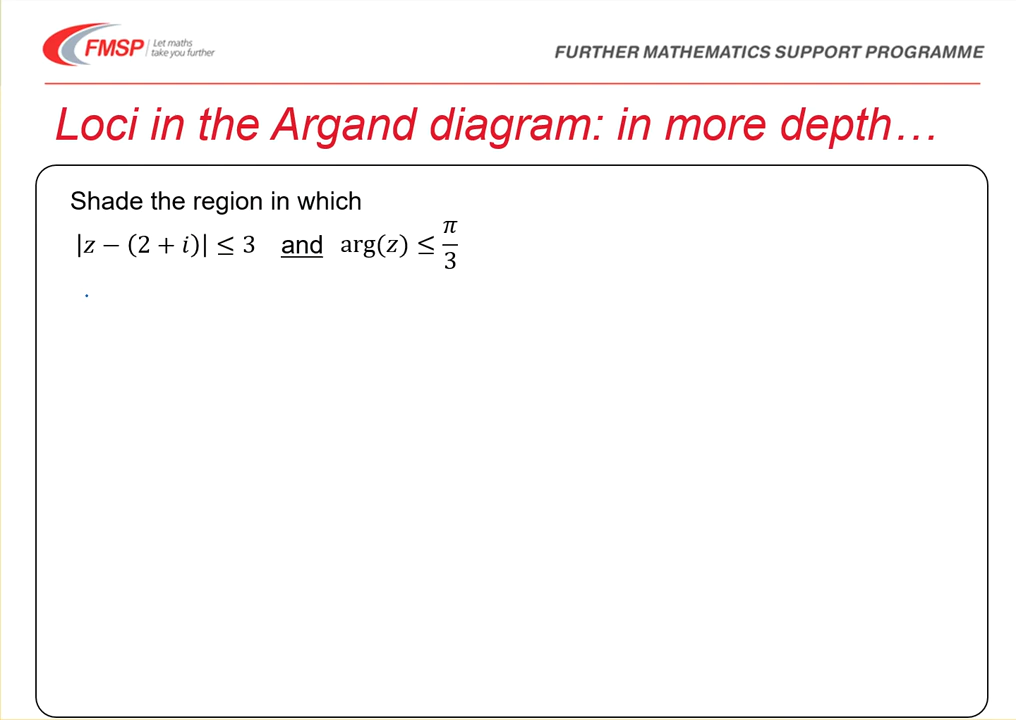 FMSP Let maths
take you further
FURTHER MATHEMATICS SUPPORT PROGRAMME
Loci in the Argand diagram: in more depth…
Shade the region in which
|z − (2 + i)| ≤ 3 and arg(z) ≤ π/3